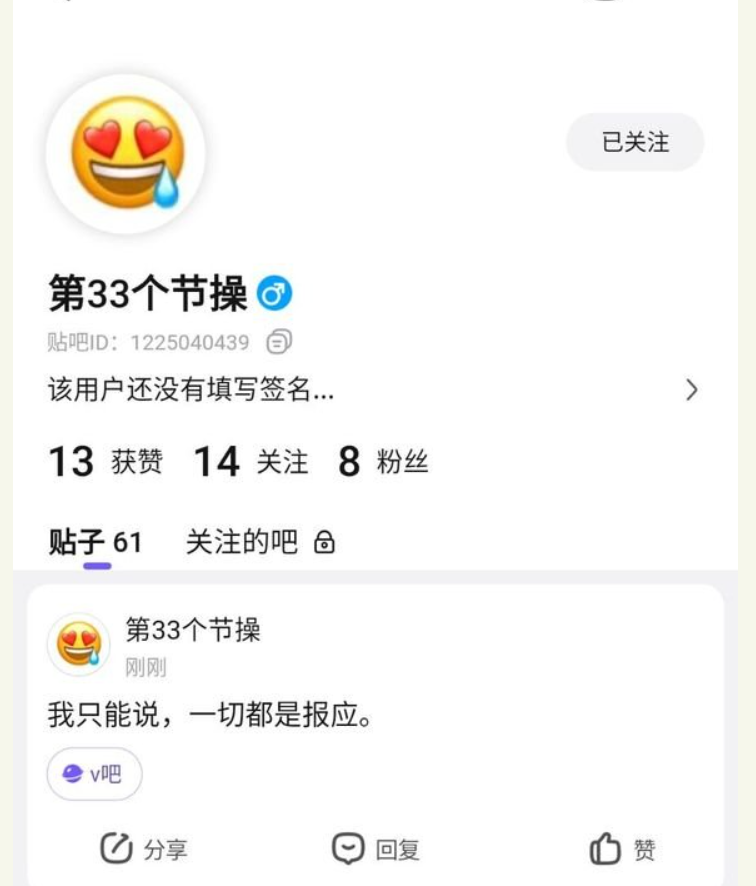 已关注
第33个节操
贴吧ID：1225040439
该用户还没有填写签名...
13 获赞 14 关注 8 粉丝
贴子 61 关注的吧
第33个节操
刚刚
我只能说，一切都是报应。
v吧
分享 回复 赞